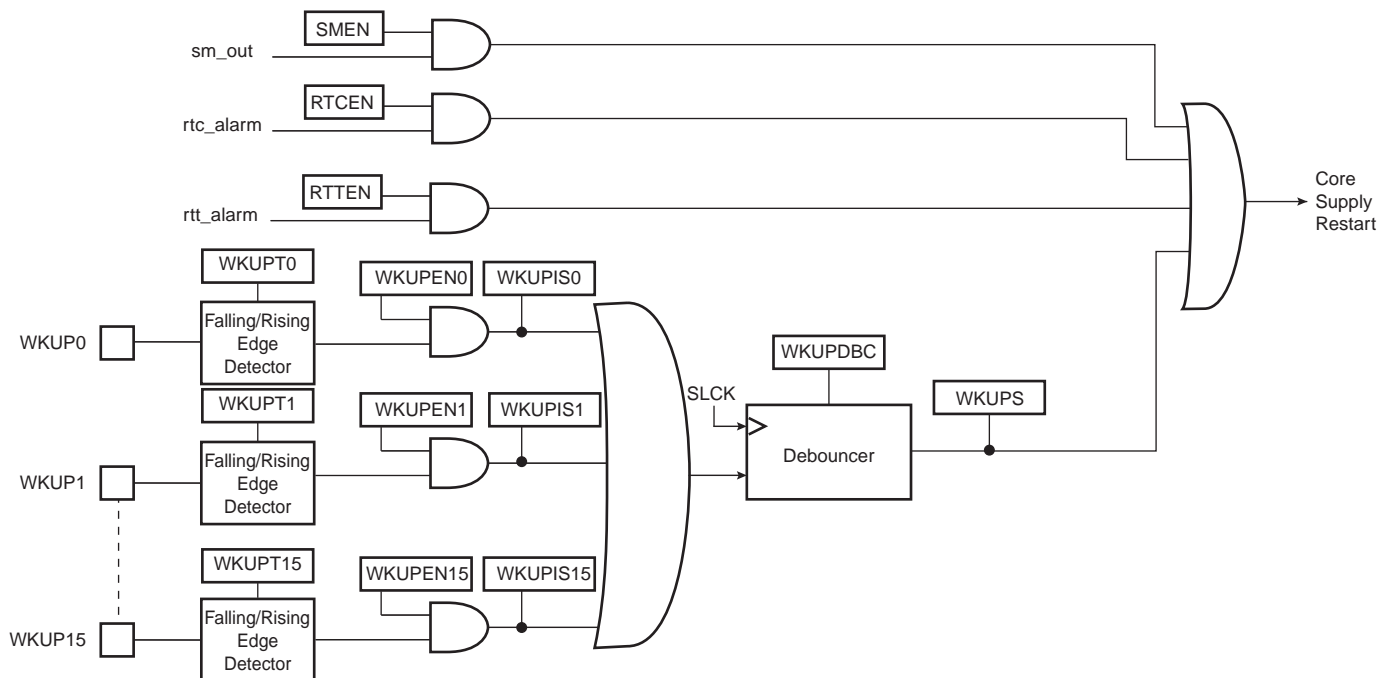 SMEN
sm_out
RTCEN
rtc_alarm
RTTEN
rtt_alarm
Core
Supply
Restart
WKUPT0
WKUPEN0
WKUPIS0
WKUP0
Falling/Rising
Edge
Detector
WKUPT1
WKUPEN1
WKUPIS1
WKUP1
Falling/Rising
Edge
Detector
SLCK
WKUPDBC
Debouncer
WKUPS
WKUPT15
WKUPEN15
WKUPIS15
WKUP15
Falling/Rising
Edge
Detector